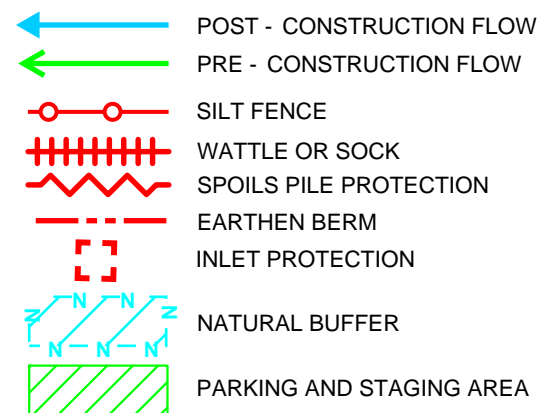 POST - CONSTRUCTION FLOW
PRE - CONSTRUCTION FLOW
SILT FENCE
WATTLE OR SOCK
SPOILS PILE PROTECTION
EARTHEN BERM
INLET PROTECTION
N N
N N
NATURAL BUFFER
N N N
PARKING AND STAGING AREA